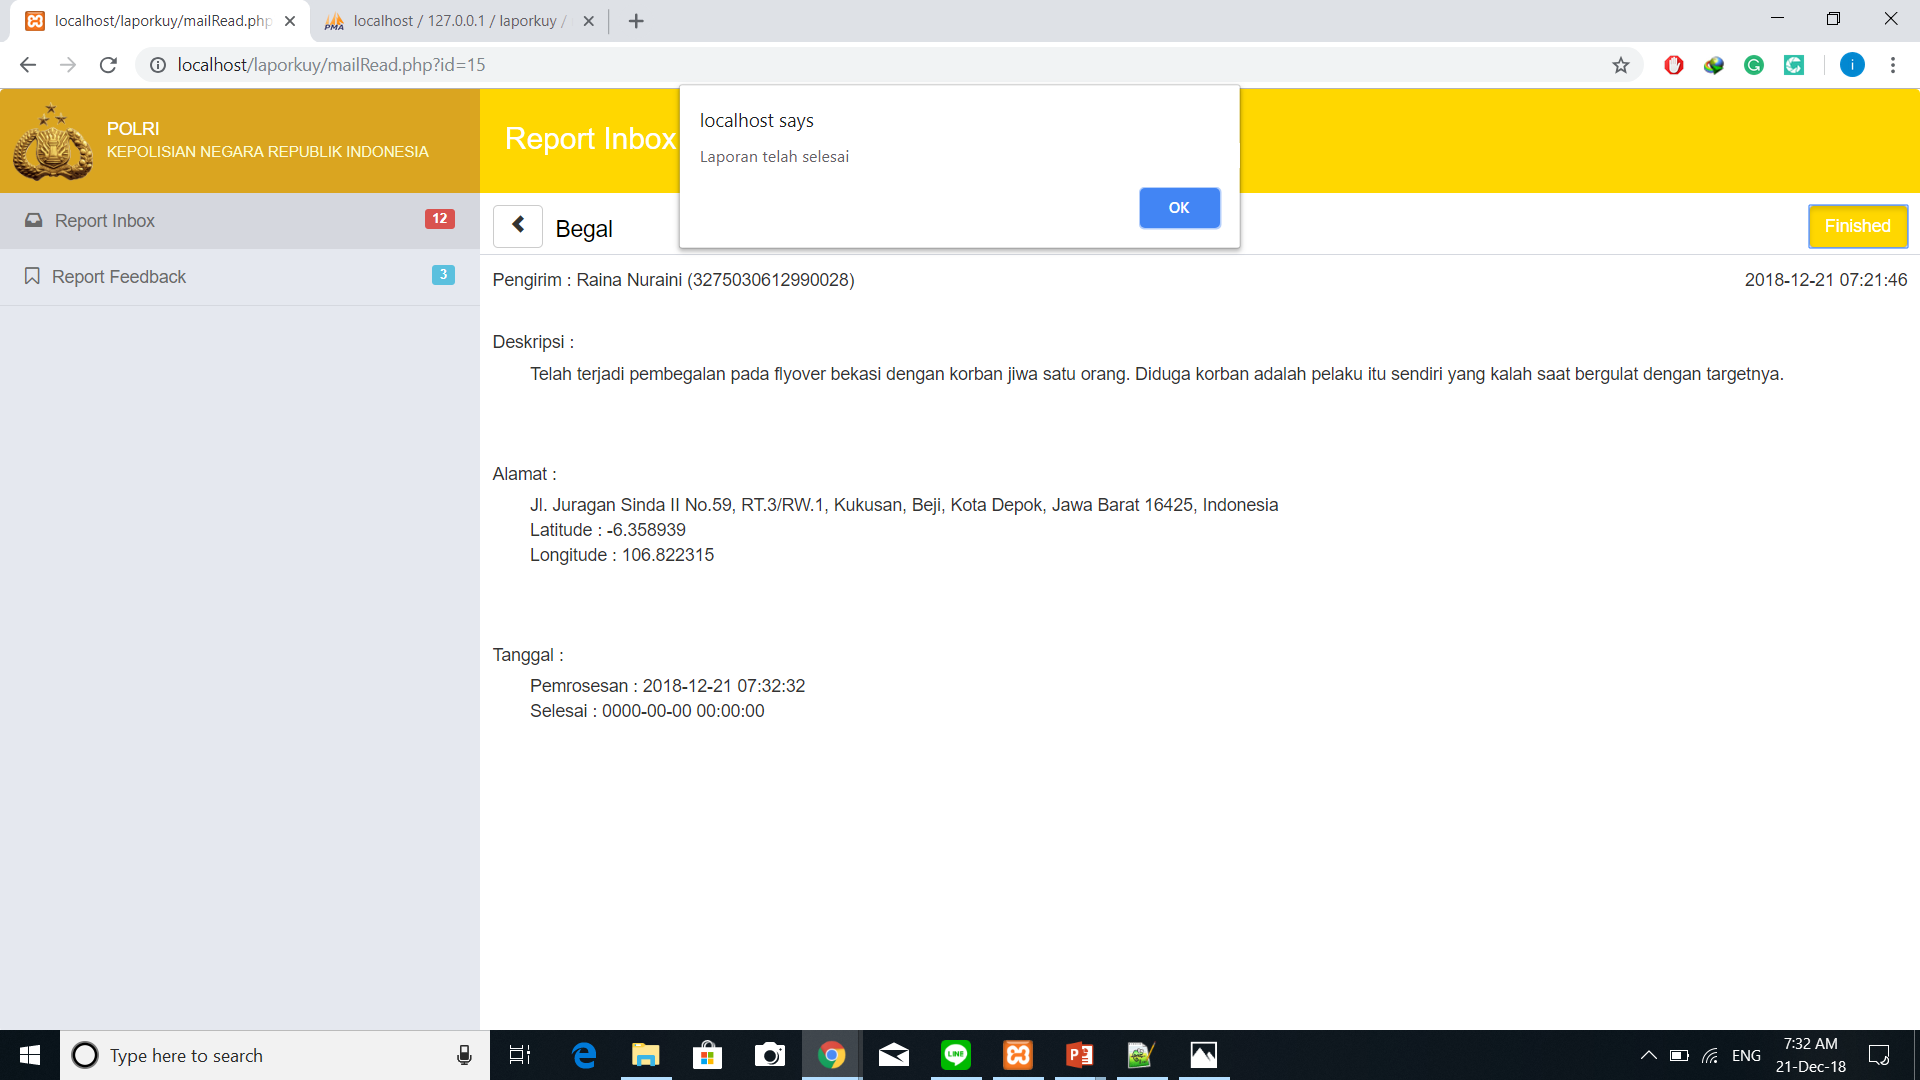 localhost/laporkuy/mailRead.php
localhost / 127.0.0.1 / laporkuy /
localhost/laporkuy/mailRead.php?id=15
i
POLRI
KEPOLISIAN NEGARA REPUBLIK INDONESIA
Report Inbox
localhost says
Laporan telah selesai
OK
Report Inbox 12
Report Feedback 3
Begal
Finished
Pengirim : Raina Nuraini (3275030612990028)
2018-12-21 07:21:46
Deskripsi :
Telah terjadi pembegalan pada flyover bekasi dengan korban jiwa satu orang. Diduga korban adalah pelaku itu sendiri yang kalah saat bergulat dengan targetnya.
Alamat :
Jl. Juragan Sinda II No.59, RT.3/RW.1, Kukusan, Beji, Kota Depok, Jawa Barat 16425, Indonesia
Latitude : -6.358939
Longitude : 106.822315
Tanggal :
Pemrosesan : 2018-12-21 07:32:32
Selesai : 0000-00-00 00:00:00
Type here to search
LINE
ENG
7:32 AM
21-Dec-18